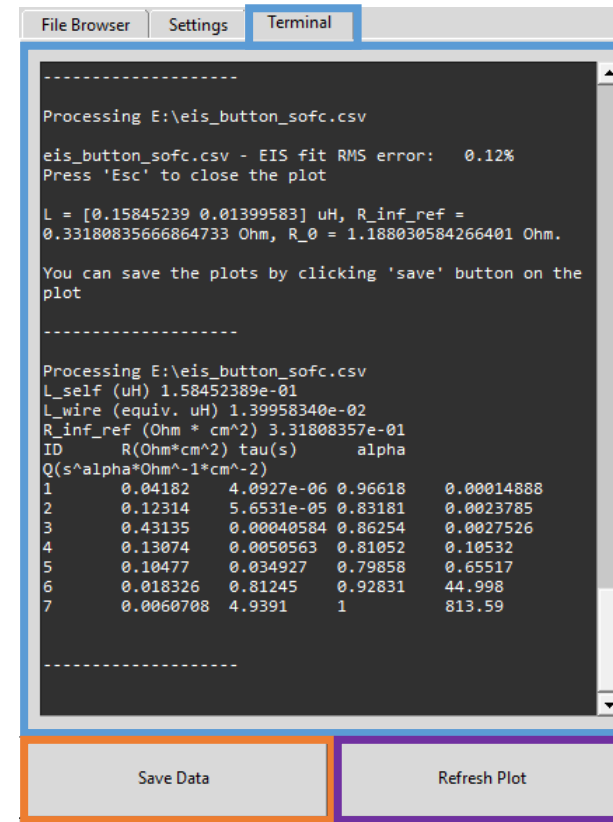 File Browser Settings Terminal
--------------------
Processing E:\eis_button_sofc.csv
eis_button_sofc.csv - EIS fit RMS error: 0.12%
Press 'Esc' to close the plot
L = [0.15845239 0.01399583] uH, R_inf_ref =
0.33180835666864733 Ohm, R_0 = 1.188030584266401 Ohm.
You can save the plots by clicking 'save' button on the
plot
--------------------
Processing E:\eis_button_sofc.csv
L_self (uH) 1.58452389e-01
L_wire (equiv. uH) 1.39958340e-02
R_inf_ref (Ohm * cm^2) 3.31808357e-01
ID R(Ohm*cm^2) tau(s) alpha
Q(s^alpha*Ohm^-1*cm^-2)
1 0.04182 4.0927e-06 0.96618 0.00014888
2 0.12314 5.6531e-05 0.83181 0.0023785
3 0.43135 0.00040584 0.86254 0.0027526
4 0.13074 0.0050563 0.81052 0.10532
5 0.10477 0.034927 0.79858 0.65517
6 0.018326 0.81245 0.92831 44.998
7 0.0060708 4.9391 1 813.59
--------------------
Save Data Refresh Plot